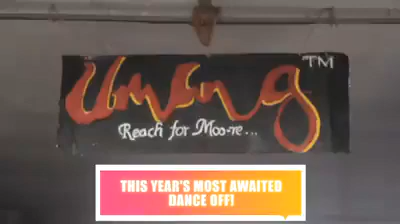 Umang TM
Reach for Moo-re...
THIS YEAR'S MOST AWAITED
DANCE OFF!